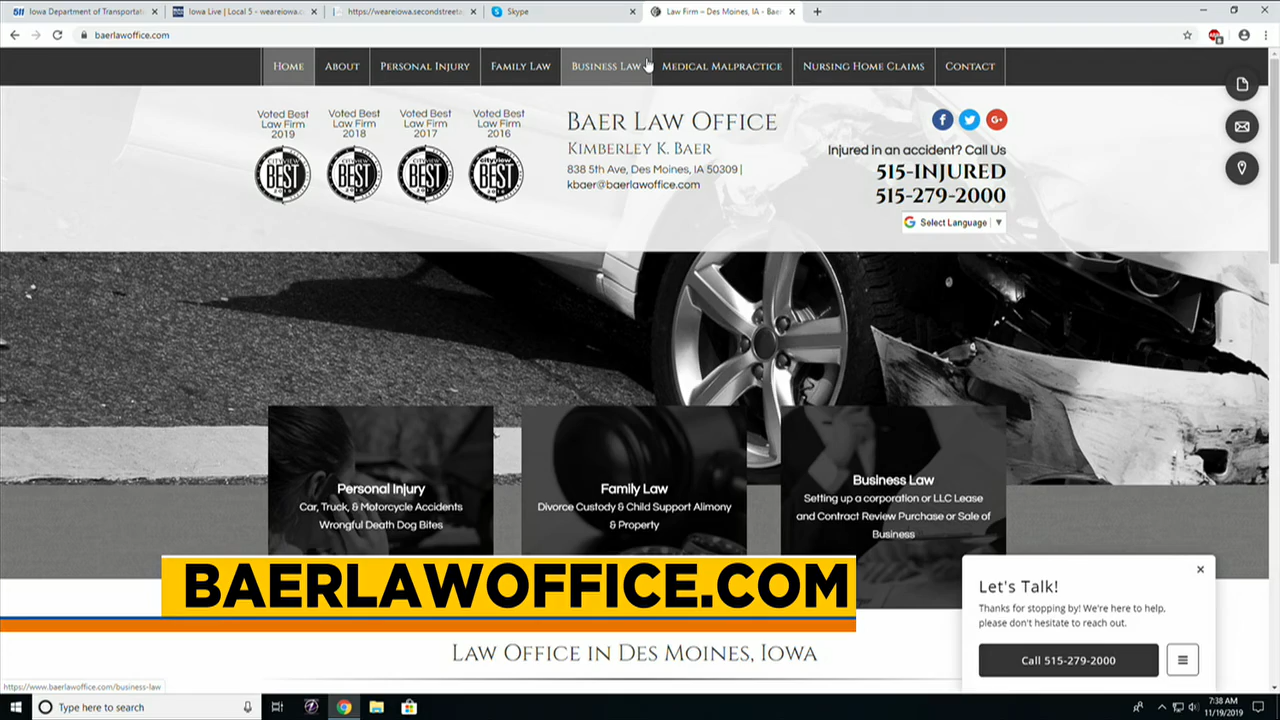 511 Iowa Department of Transportat
Iowa Live | Local 5 - weareiowa.c
https://weareiowa.secondstreeta
Skype
Law Firm – Des Moines, IA - Baer
baerlawoffice.com
Home
About
Personal Injury
Family Law
Business Law
Medical Malpractice
Nursing Home Claims
Contact
Voted Best
Law Firm
2019
Voted Best
Law Firm
2018
Voted Best
Law Firm
2017
Voted Best
Law Firm
2016
CITYVIEW
BEST
CITYVIEW
BEST
CITYVIEW
BEST
cityview
BEST
Baer Law Office
Kimberley K. Baer
838 5th Ave, Des Moines, IA 50309 |
kbaer@baerlawoffice.com
Injured in an accident? Call Us
515-INJURED
515-279-2000
G Select Language ▼
Personal Injury
Car, Truck, & Motorcycle Accidents
Wrongful Death Dog Bites
Family Law
Divorce Custody & Child Support Alimony
& Property
Business Law
Setting up a corporation or LLC Lease
and Contract Review Purchase or Sale of
Business
BAERLAWOFFICE.COM
Let's Talk!
Thanks for stopping by! We're here to help,
please don't hesitate to reach out.
Call 515-279-2000
Law Office in Des Moines, Iowa
https://www.baerlawoffice.com/business-law
Type here to search
7:38 AM
11/19/2019